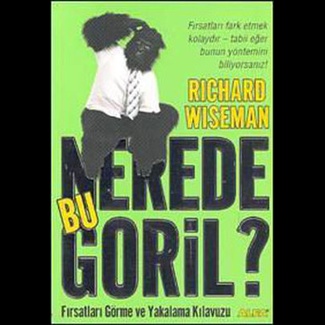 Fırsatları fark etmek
kolaydır – tabii eğer
bunun yöntemini
biliyorsanız!
RICHARD
WISEMAN
NEREDE
BU
GORİL?
Fırsatları Görme ve Yakalama Kılavuzu
ALFA